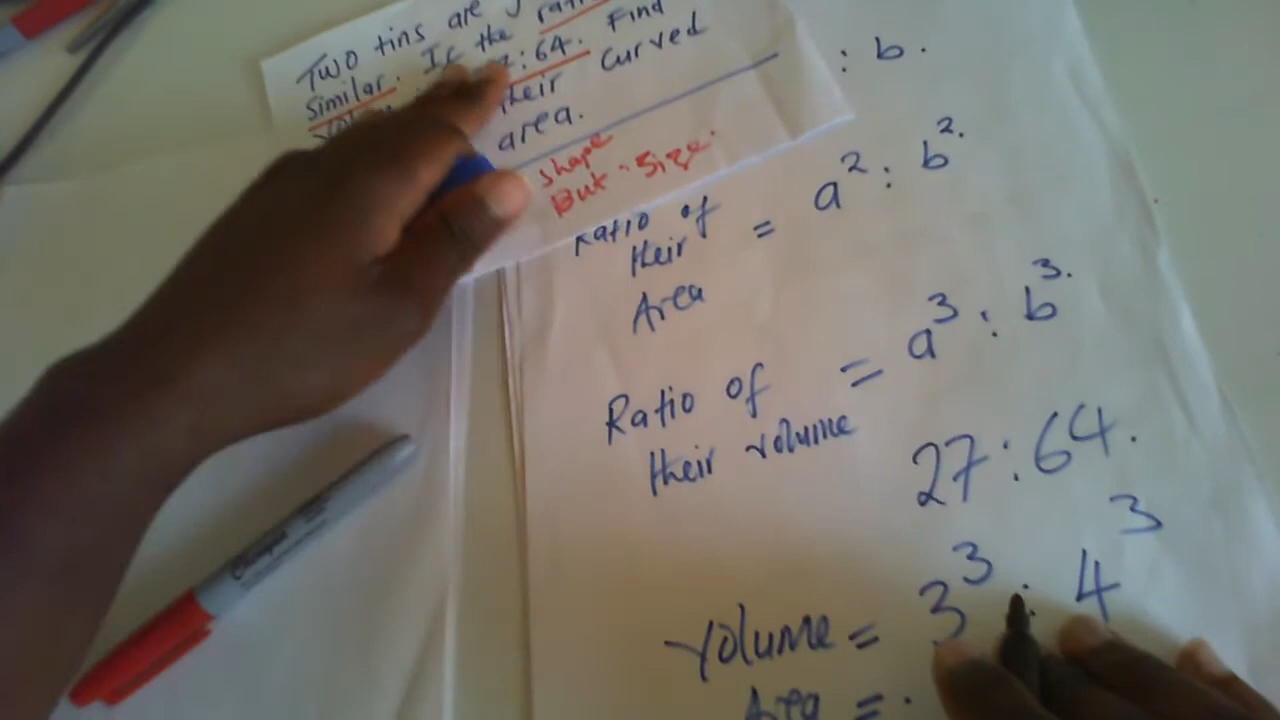 Two tins are
Similar. If the
:64. Find
their curved
area.
shape
But . Size.
: b.
Ratio of
their
Area
= a² : b².
Ratio of
their volume
= a³ : b³.
27 : 64.
Volume = 3³ : 4³
Area = .